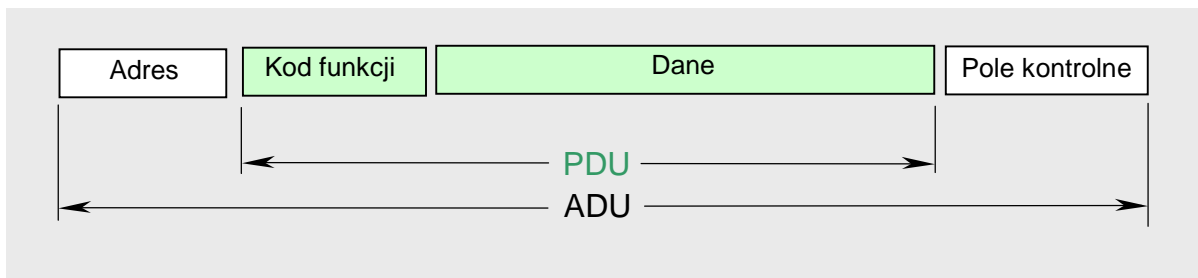 Adres
Kod funkcji
Dane
Pole kontrolne
PDU
ADU